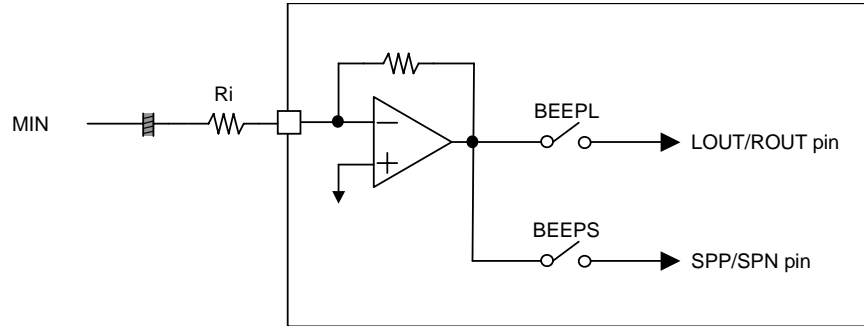 Ri
MIN
BEEPL
LOUT/ROUT pin
BEEPS
SPP/SPN pin